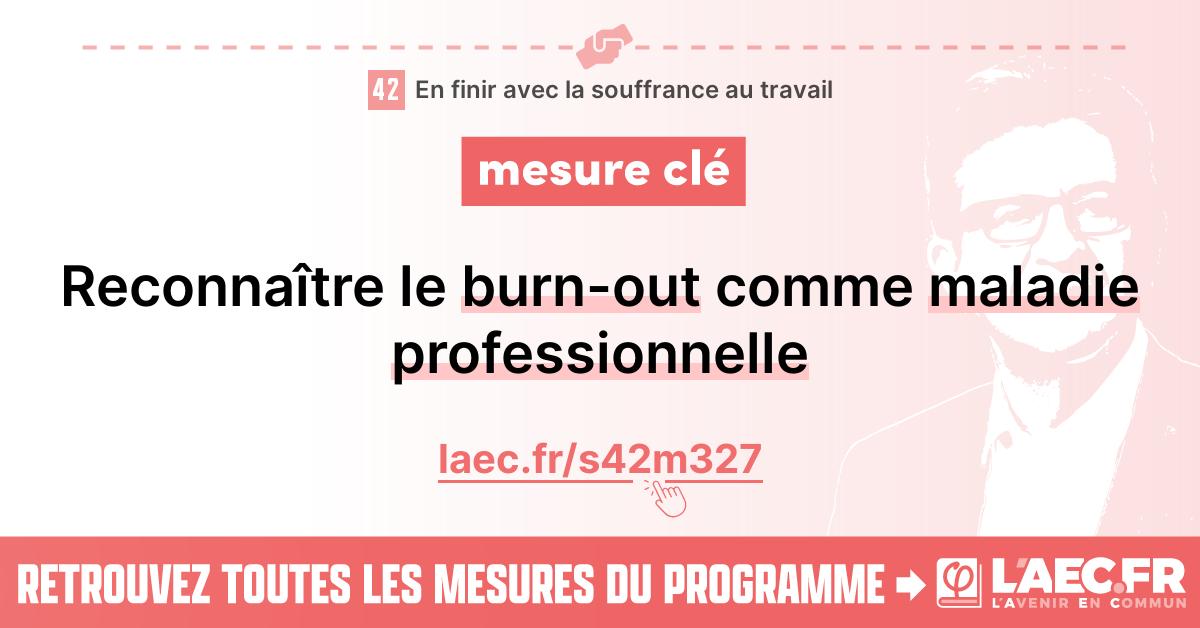 42 En finir avec la souffrance au travail
mesure clé
Reconnaître le burn-out comme maladie
professionnelle
laec.fr/s42m327
RETROUVEZ TOUTES LES MESURES DU PROGRAMME
φ L'AEC.FR
L'AVENIR EN COMMUN